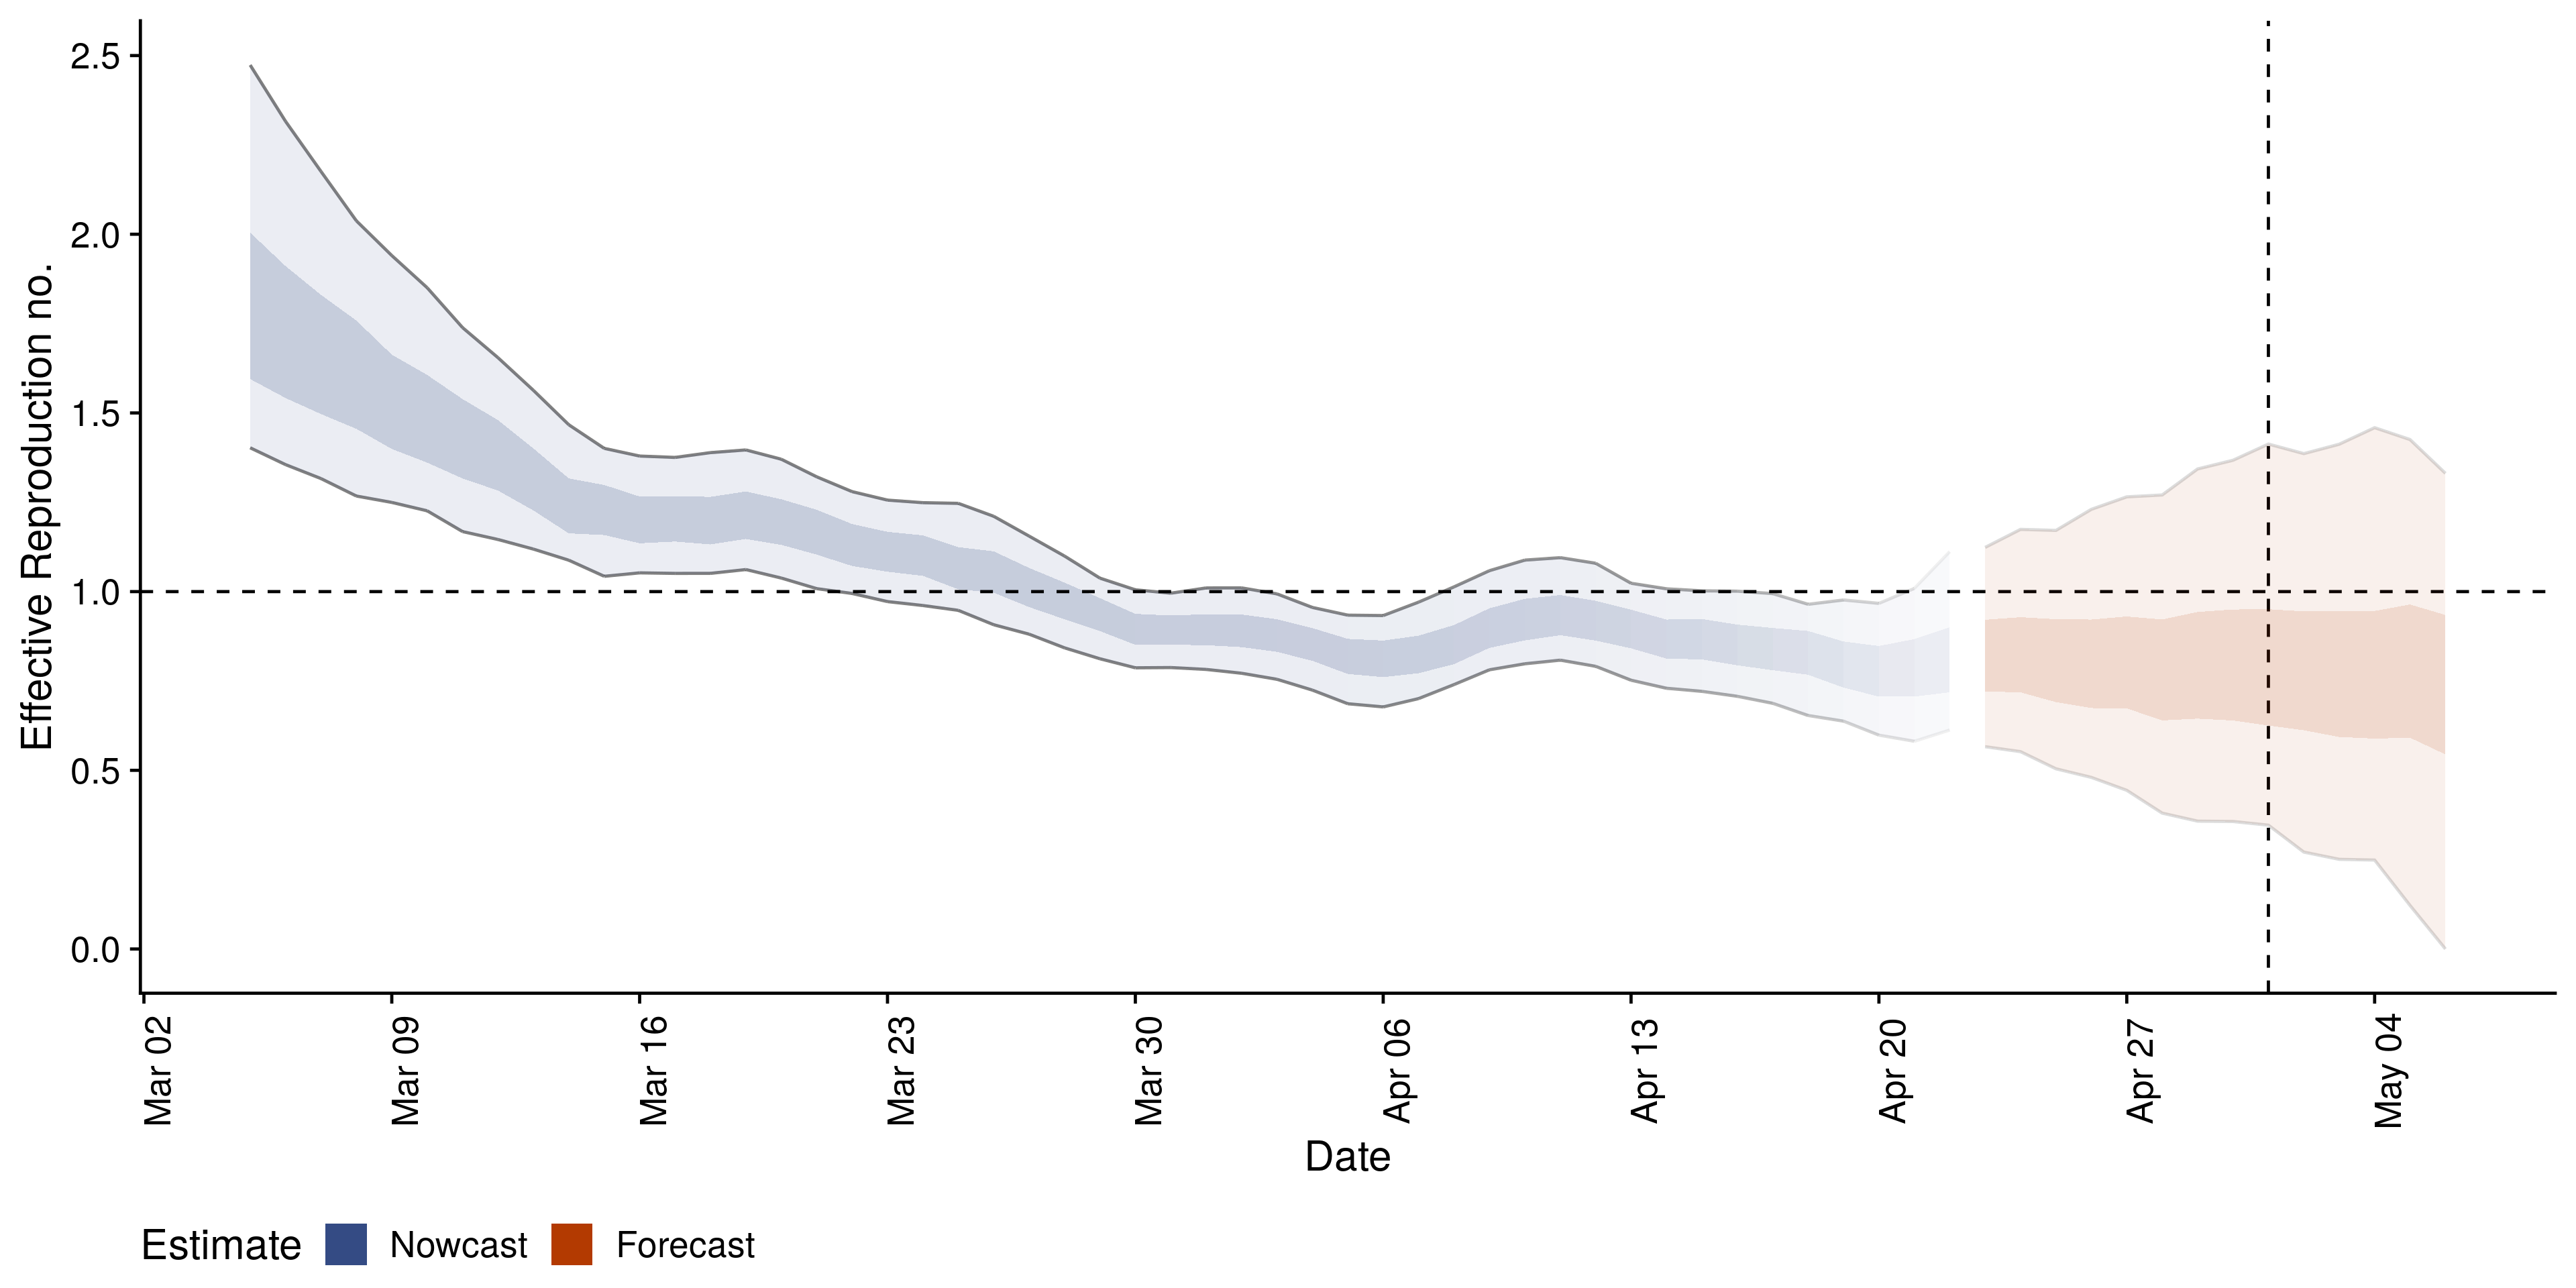 Effective Reproduction no.
2.5
2.0
1.5
1.0
0.5
0.0
Mar 02
Mar 09
Mar 16
Mar 23
Mar 30
Apr 06
Apr 13
Apr 20
Apr 27
May 04
Date
Estimate Nowcast Forecast